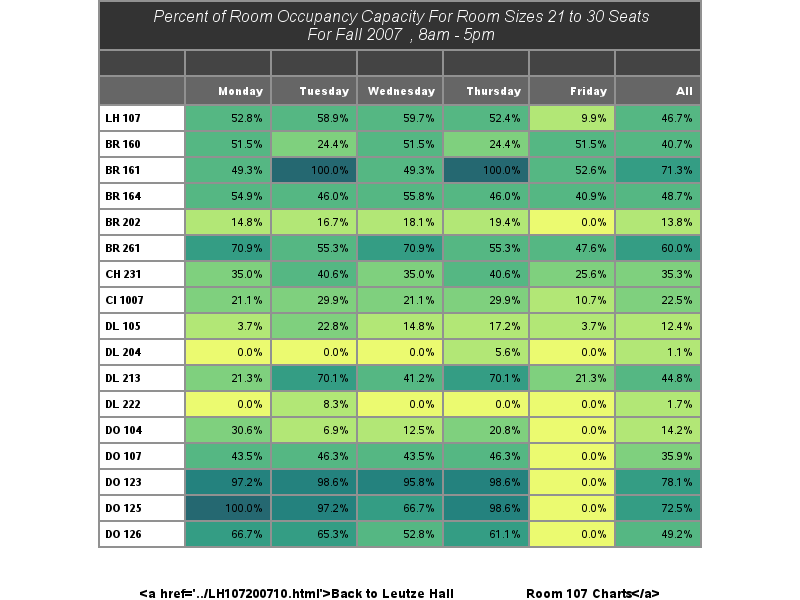 Percent of Room Occupancy Capacity For Room Sizes 21 to 30 Seats
For Fall 2007 , 8am - 5pm
Monday Tuesday Wednesday Thursday Friday All
LH 107 52.8% 58.9% 59.7% 52.4% 9.9% 46.7%
BR 160 51.5% 24.4% 51.5% 24.4% 51.5% 40.7%
BR 161 49.3% 100.0% 49.3% 100.0% 52.6% 71.3%
BR 164 54.9% 46.0% 55.8% 46.0% 40.9% 48.7%
BR 202 14.8% 16.7% 18.1% 19.4% 0.0% 13.8%
BR 261 70.9% 55.3% 70.9% 55.3% 47.6% 60.0%
CH 231 35.0% 40.6% 35.0% 40.6% 25.6% 35.3%
CI 1007 21.1% 29.9% 21.1% 29.9% 10.7% 22.5%
DL 105 3.7% 22.8% 14.8% 17.2% 3.7% 12.4%
DL 204 0.0% 0.0% 0.0% 5.6% 0.0% 1.1%
DL 213 21.3% 70.1% 41.2% 70.1% 21.3% 44.8%
DL 222 0.0% 8.3% 0.0% 0.0% 0.0% 1.7%
DO 104 30.6% 6.9% 12.5% 20.8% 0.0% 14.2%
DO 107 43.5% 46.3% 43.5% 46.3% 0.0% 35.9%
DO 123 97.2% 98.6% 95.8% 98.6% 0.0% 78.1%
DO 125 100.0% 97.2% 66.7% 98.6% 0.0% 72.5%
DO 126 66.7% 65.3% 52.8% 61.1% 0.0% 49.2%
<a href='../LH107200710.html'>Back to Leutze Hall Room 107 Charts</a>